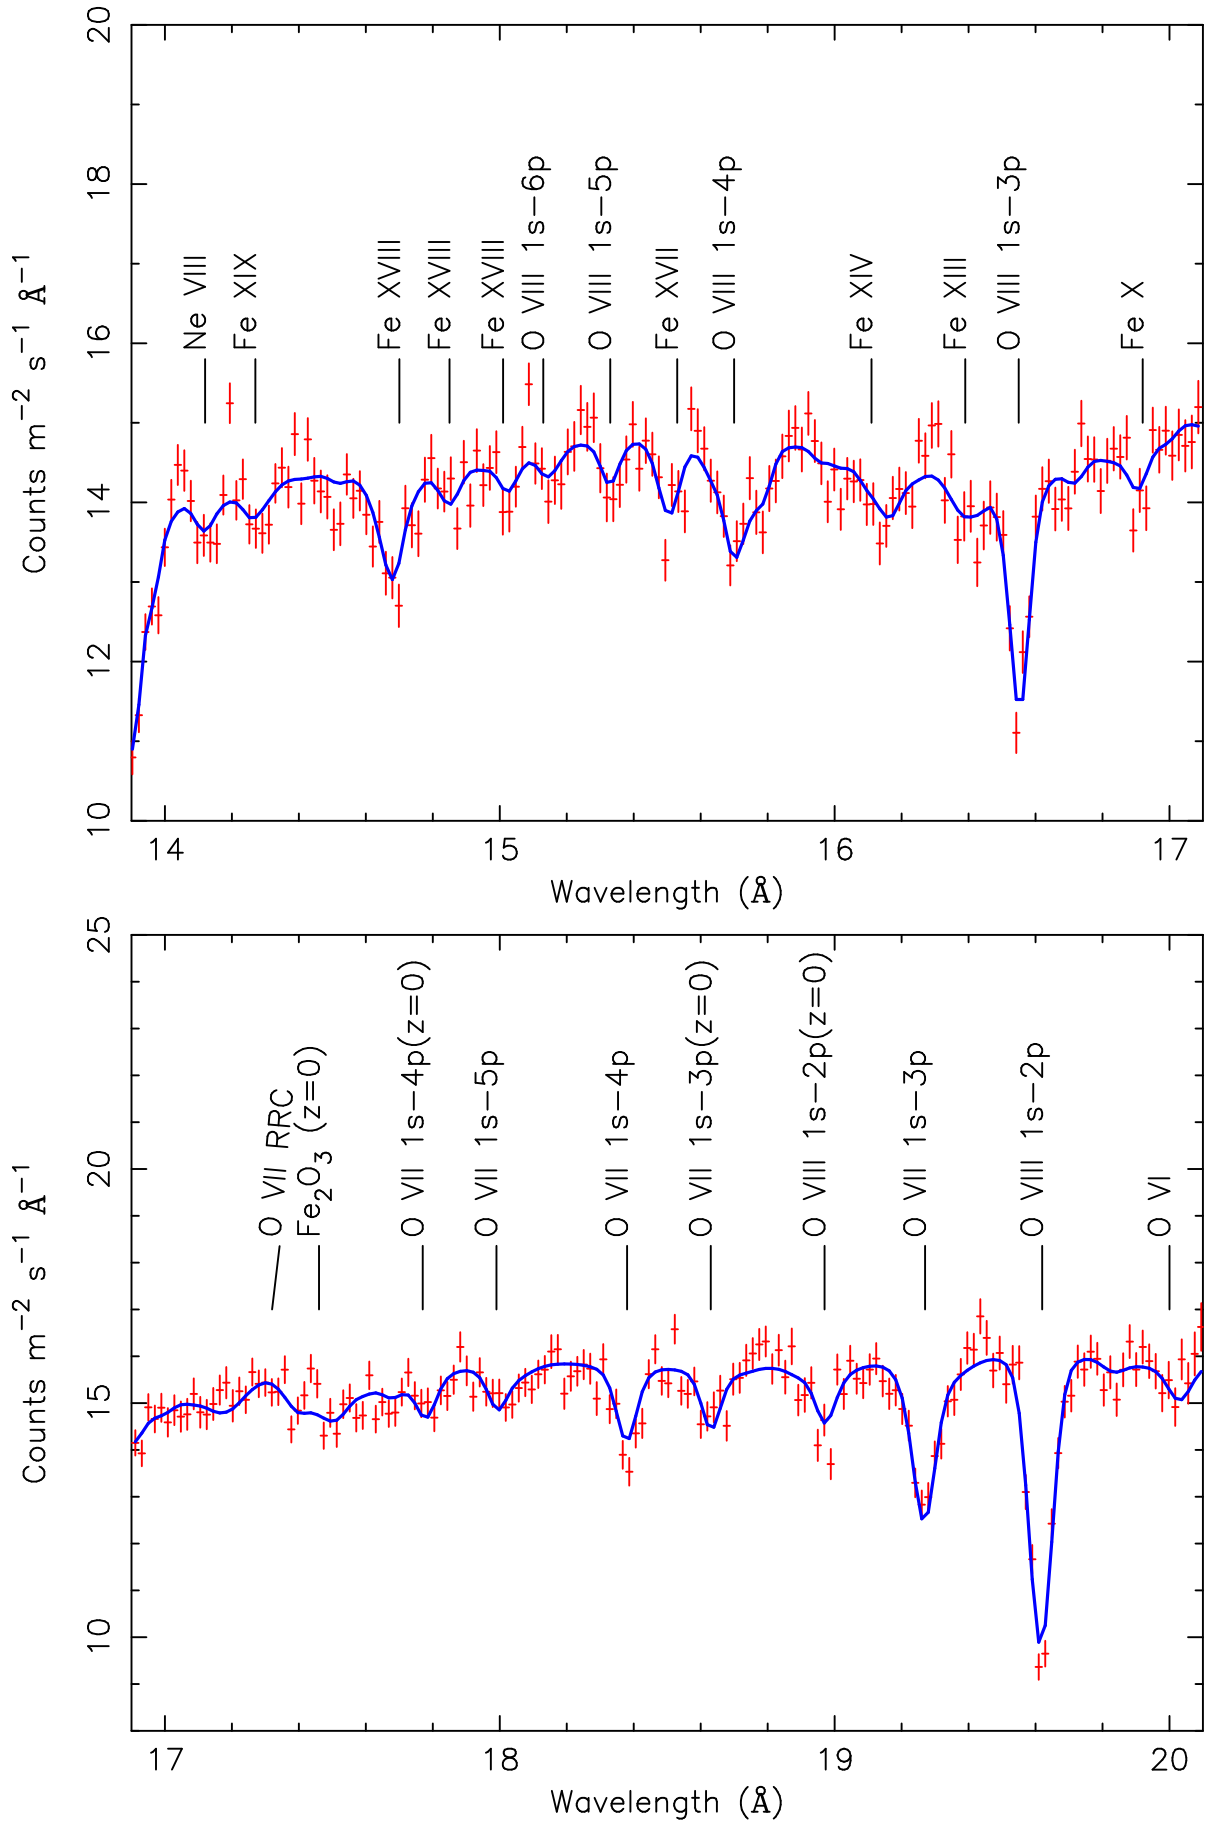 20
18
16
14
12
10
Counts m−2 s−1 Å−1
Ne VIII
Fe XIX
Fe XVIII
Fe XVIII
Fe XVIII
O VIII 1s−6p
O VIII 1s−5p
Fe XVII
O VIII 1s−4p
Fe XIV
Fe XIII
O VIII 1s−3p
Fe X
14 15 16 17
Wavelength (Å)
25
20
15
10
Counts m−2 s−1 Å−1
O VII RRC
Fe2O3 (z=0)
O VII 1s−4p(z=0)
O VII 1s−5p
O VII 1s−4p
O VII 1s−3p(z=0)
O VIII 1s−2p(z=0)
O VII 1s−3p
O VIII 1s−2p
O VI
17 18 19 20
Wavelength (Å)